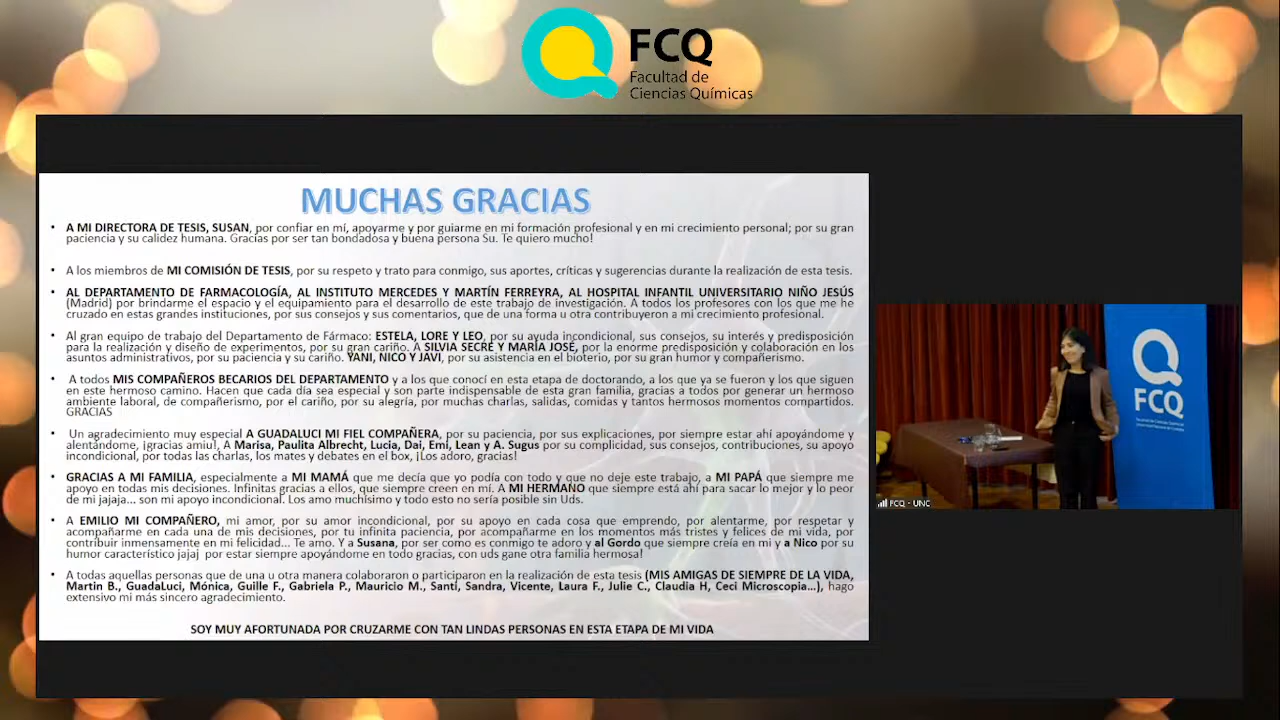 FCQ
Facultad de
Ciencias Químicas
MUCHAS GRACIAS
• A MI DIRECTORA DE TESIS, SUSAN, por confiar en mí, apoyarme y por guiarme en mi formación profesional y en mi crecimiento personal; por su gran
paciencia y su calidez humana. Gracias por ser tan bondadosa y buena persona Su. Te quiero mucho!
• A los miembros de MI COMISIÓN DE TESIS, por su respeto y trato para conmigo, sus aportes, críticas y sugerencias durante la realización de esta tesis.
• AL DEPARTAMENTO DE FARMACOLOGÍA, AL INSTITUTO MERCEDES Y MARTÍN FERREYRA, AL HOSPITAL INFANTIL UNIVERSITARIO NIÑO JESÚS
(Madrid) por brindarme el espacio y el equipamiento para el desarrollo de este trabajo de investigación. A todos los profesores con los que me he
cruzado en estas grandes instituciones, por sus consejos y sus comentarios, que de una forma u otra contribuyeron a mi crecimiento profesional.
• Al gran equipo de trabajo del Departamento de Fármaco: ESTELA, LORE Y LEO, por su ayuda incondicional, sus consejos, su interés y predisposición
para la realización y diseño de experimentos, por su gran cariño. A SILVIA SECRE Y MARÍA JOSÉ, por la enorme predisposición y colaboración en los
asuntos administrativos, por su paciencia y su cariño. YANI, NICO Y JAVI, por su asistencia en el bioterio, por su gran humor y compañerismo.
• A todos MIS COMPAÑEROS BECARIOS DEL DEPARTAMENTO y a los que conocí en esta etapa de doctorando, a los que ya se fueron y los que siguen
en este hermoso camino. Hacen que cada día sea especial y son parte indispensable de esta gran familia, gracias a todos por generar un hermoso
ambiente laboral, de compañerismo, por el cariño, por su alegría, por muchas charlas, salidas, comidas y tantos hermosos momentos compartidos.
GRACIAS
• Un agradecimiento muy especial A GUADALUCI MI FIEL COMPAÑERA, por su paciencia, por sus explicaciones, por siempre estar ahí apoyándome y
alentándome, ¡gracias amiu!. A Marisa, Paulita Albrecht, Lucia, Dai, Emi, Lean y A. Sugus por su complicidad, sus consejos, contribuciones, su apoyo
incondicional, por todas las charlas, los mates y debates en el box, ¡Los adoro, gracias!
• GRACIAS A MI FAMILIA, especialmente a MI MAMÁ que me decía que yo podía con todo y que no deje este trabajo, a MI PAPÁ que siempre me
apoyo en todas mis decisiones. Infinitas gracias a ellos, que siempre creen en mí. A MI HERMANO que siempre está ahí para sacar lo mejor y lo peor
de mi jajaja... son mi apoyo incondicional. Los amo muchísimo y todo esto no sería posible sin Uds.
• A EMILIO MI COMPAÑERO, mi amor, por su amor incondicional, por su apoyo en cada cosa que emprendo, por alentarme, por respetar y
acompañarme en cada una de mis decisiones, por tu infinita paciencia, por acompañarme en los momentos más tristes y felices de mi vida, por
contribuir inmensamente en mi felicidad... Te amo. Y a Susana, por ser como es conmigo te adoro y al Gordo que siempre creía en mi y a Nico por su
humor característico jajaj por estar siempre apoyándome en todo gracias, con uds gane otra familia hermosa!
• A todas aquellas personas que de una u otra manera colaboraron o participaron en la realización de esta tesis (MIS AMIGAS DE SIEMPRE DE LA VIDA,
Martin B., GuadaLuci, Mónica, Guille F., Gabriela P., Mauricio M., Santi, Sandra, Vicente, Laura F., Julie C., Claudia H, Ceci Microscopia...), hago
extensivo mi más sincero agradecimiento.
SOY MUY AFORTUNADA POR CRUZARME CON TAN LINDAS PERSONAS EN ESTA ETAPA DE MI VIDA
FCQ
FCQ - UNC